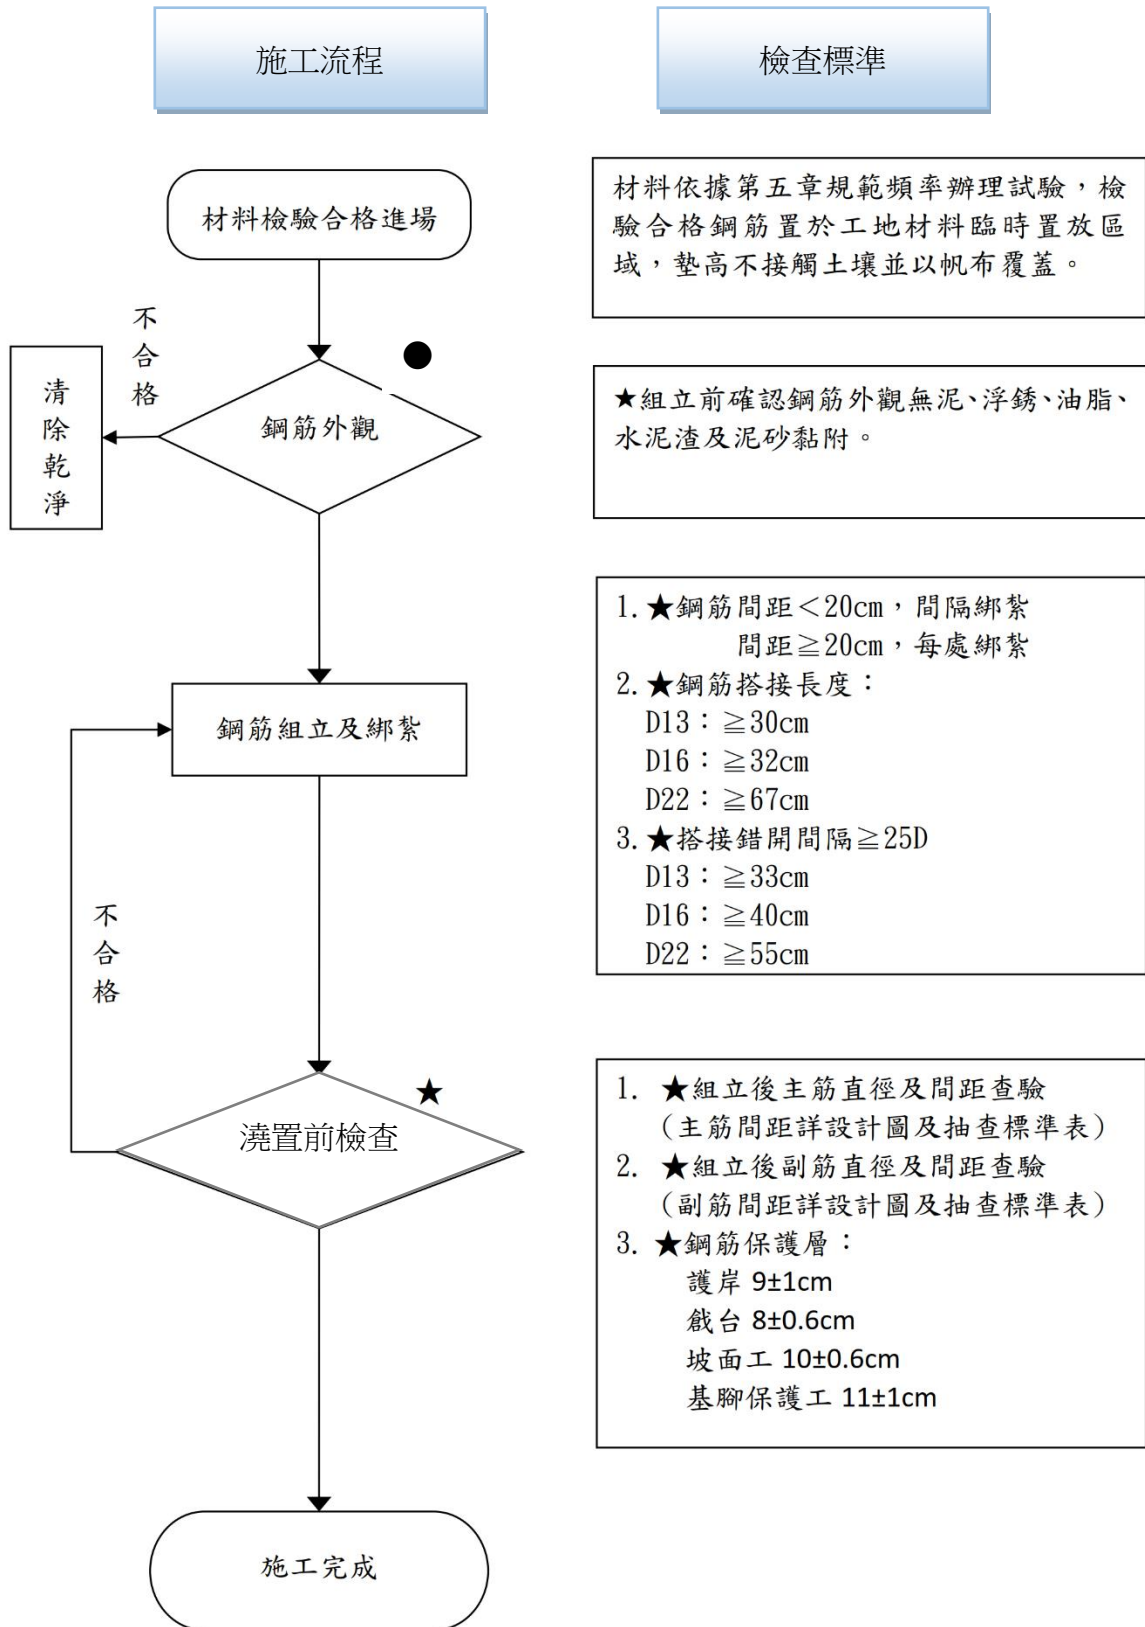 施工流程
檢查標準
材料檢驗合格進場
材料依據第五章規範頻率辦理試驗,檢
驗合格鋼筋置於工地材料臨時置放區
域,墊高不接觸土壤並以帆布覆蓋。
不合格
●
清除乾淨
鋼筋外觀
★組立前確認鋼筋外觀無泥、浮銹、油脂、
水泥渣及泥砂黏附。
鋼筋組立及綁紮
1.★鋼筋間距<20cm,間隔綁紮
間距≧20cm,每處綁紮
2.★鋼筋搭接長度:
D13:≧30cm
D16:≧32cm
D22:≧67cm
3.★搭接錯開間隔≧25D
D13:≧33cm
D16:≧40cm
D22:≧55cm
不合格
★
澆置前檢查
1. ★組立後主筋直徑及間距查驗
(主筋間距詳設計圖及抽查標準表)
2. ★組立後副筋直徑及間距查驗
(副筋間距詳設計圖及抽查標準表)
3. ★鋼筋保護層:
護岸 9±1cm
戧台 8±0.6cm
坡面工 10±0.6cm
基腳保護工 11±1cm
施工完成